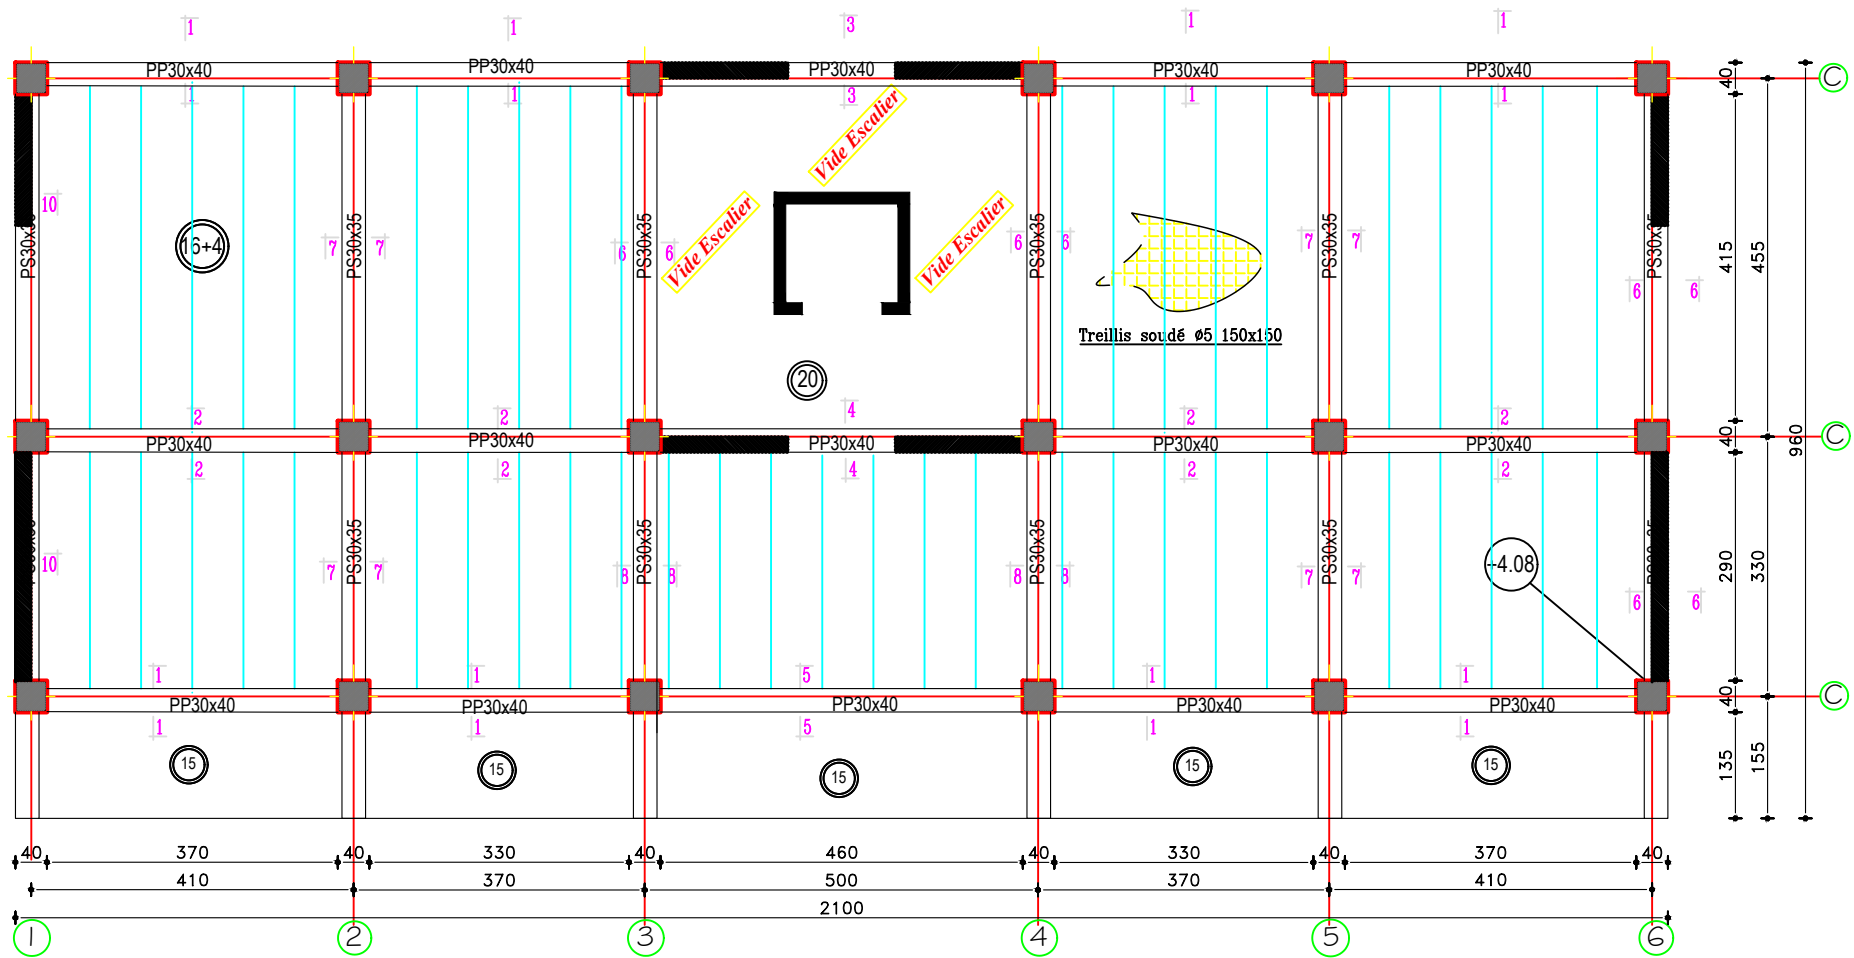 1 1 3 1 1
PP30x40 PP30x40 PP30x40 PP30x40 PP30x40 C
1 1 3 1 1 40
Vide Escalier
10 PS30x35 PS30x35 PS30x35 PS30x35
16+4 7 7 6 6 Vide Escalier Vide Escalier 6 6 7 7 415 455
6 6
Treillis soudé ø5 150x150
20
2 2 4 2 2
PP30x40 PP30x40 PP30x40 PP30x40 PP30x40 40 960 C
2 2 4 2 2
PS30x35 PS30x35 PS30x35 PS30x35
10 7 7 8 8 8 8 7 7 -4.08 290 330
6 6
1 1 5 1 1
PP30x40 PP30x40 PP30x40 PP30x40 PP30x40 40 C
1 1 5 1 1
15 15 15 15 15 135 155
40 370 40 330 40 460 40 330 40 370 40
410 370 500 370 410
2100
1 2 3 4 5 6